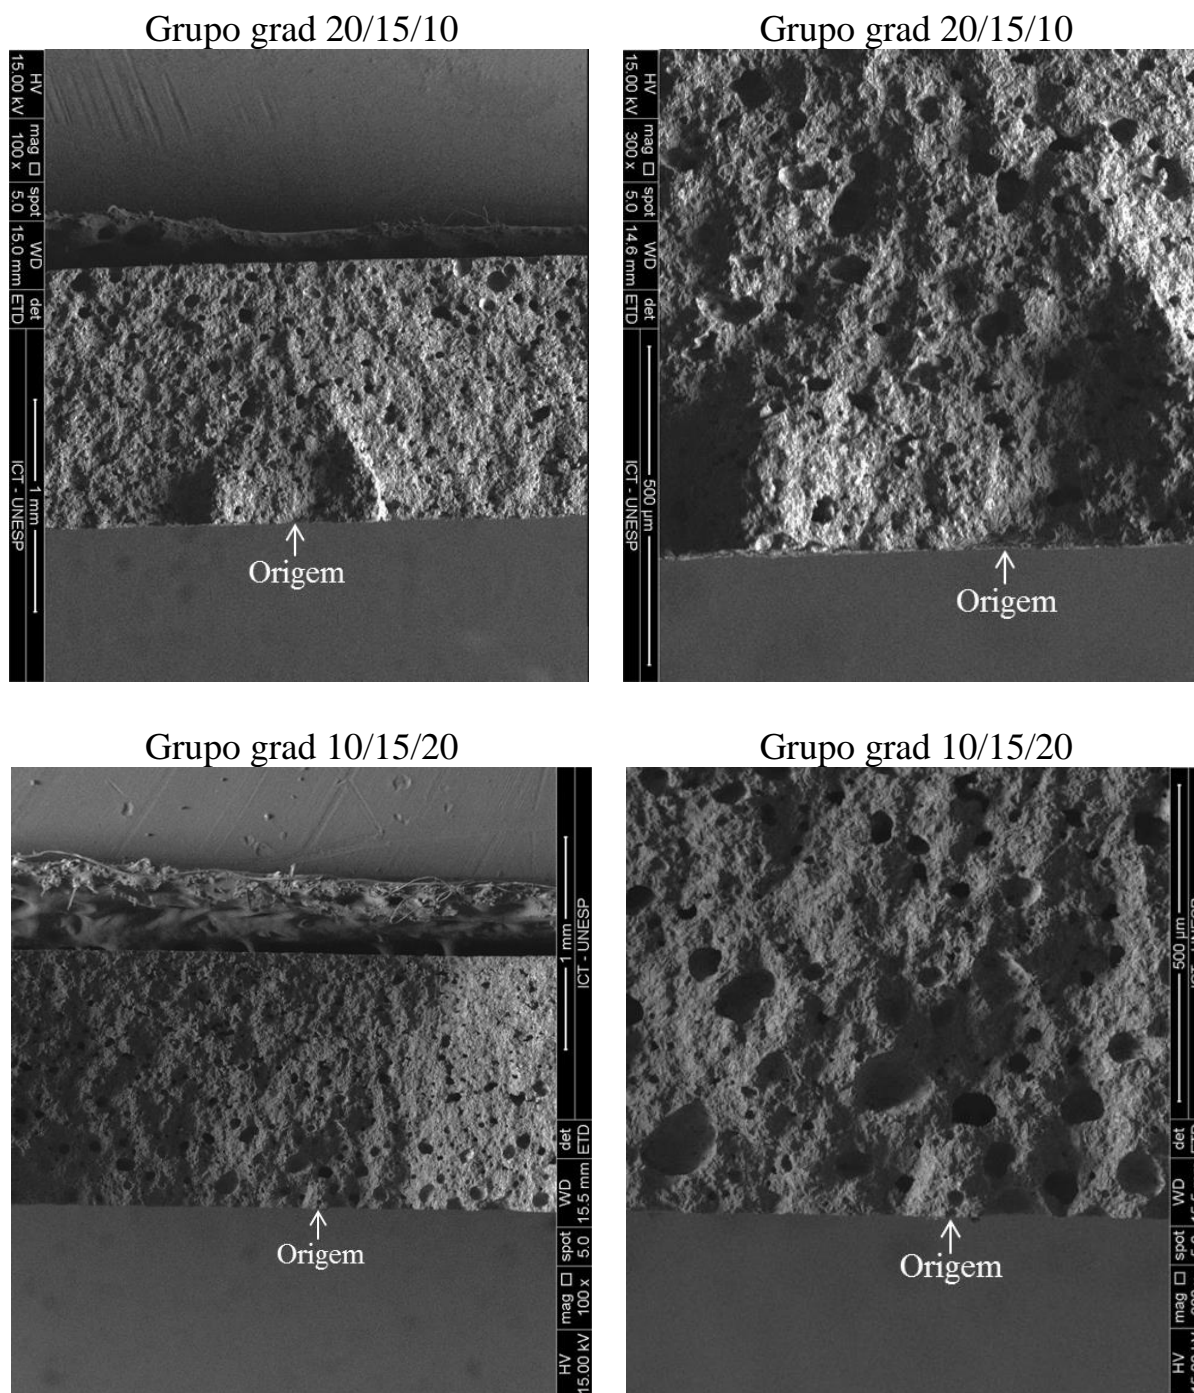 Grupo grad 20/15/10
Grupo grad 20/15/10
HV mag □ spot WD det
15.00 kV 100 x 5.0 15.0 mm ETD
1 mm
ICT - UNESP
Origem
HV mag □ spot WD det
15.00 kV 300 x 5.0 14.6 mm ETD
500 µm
ICT - UNESP
Origem
Grupo grad 10/15/20
Grupo grad 10/15/20
HV mag □ spot WD det
15.00 kV 100 x 5.0 15.5 mm ETD
1 mm
ICT - UNESP
Origem
HV mag □ spot WD det
500 µm
Origem